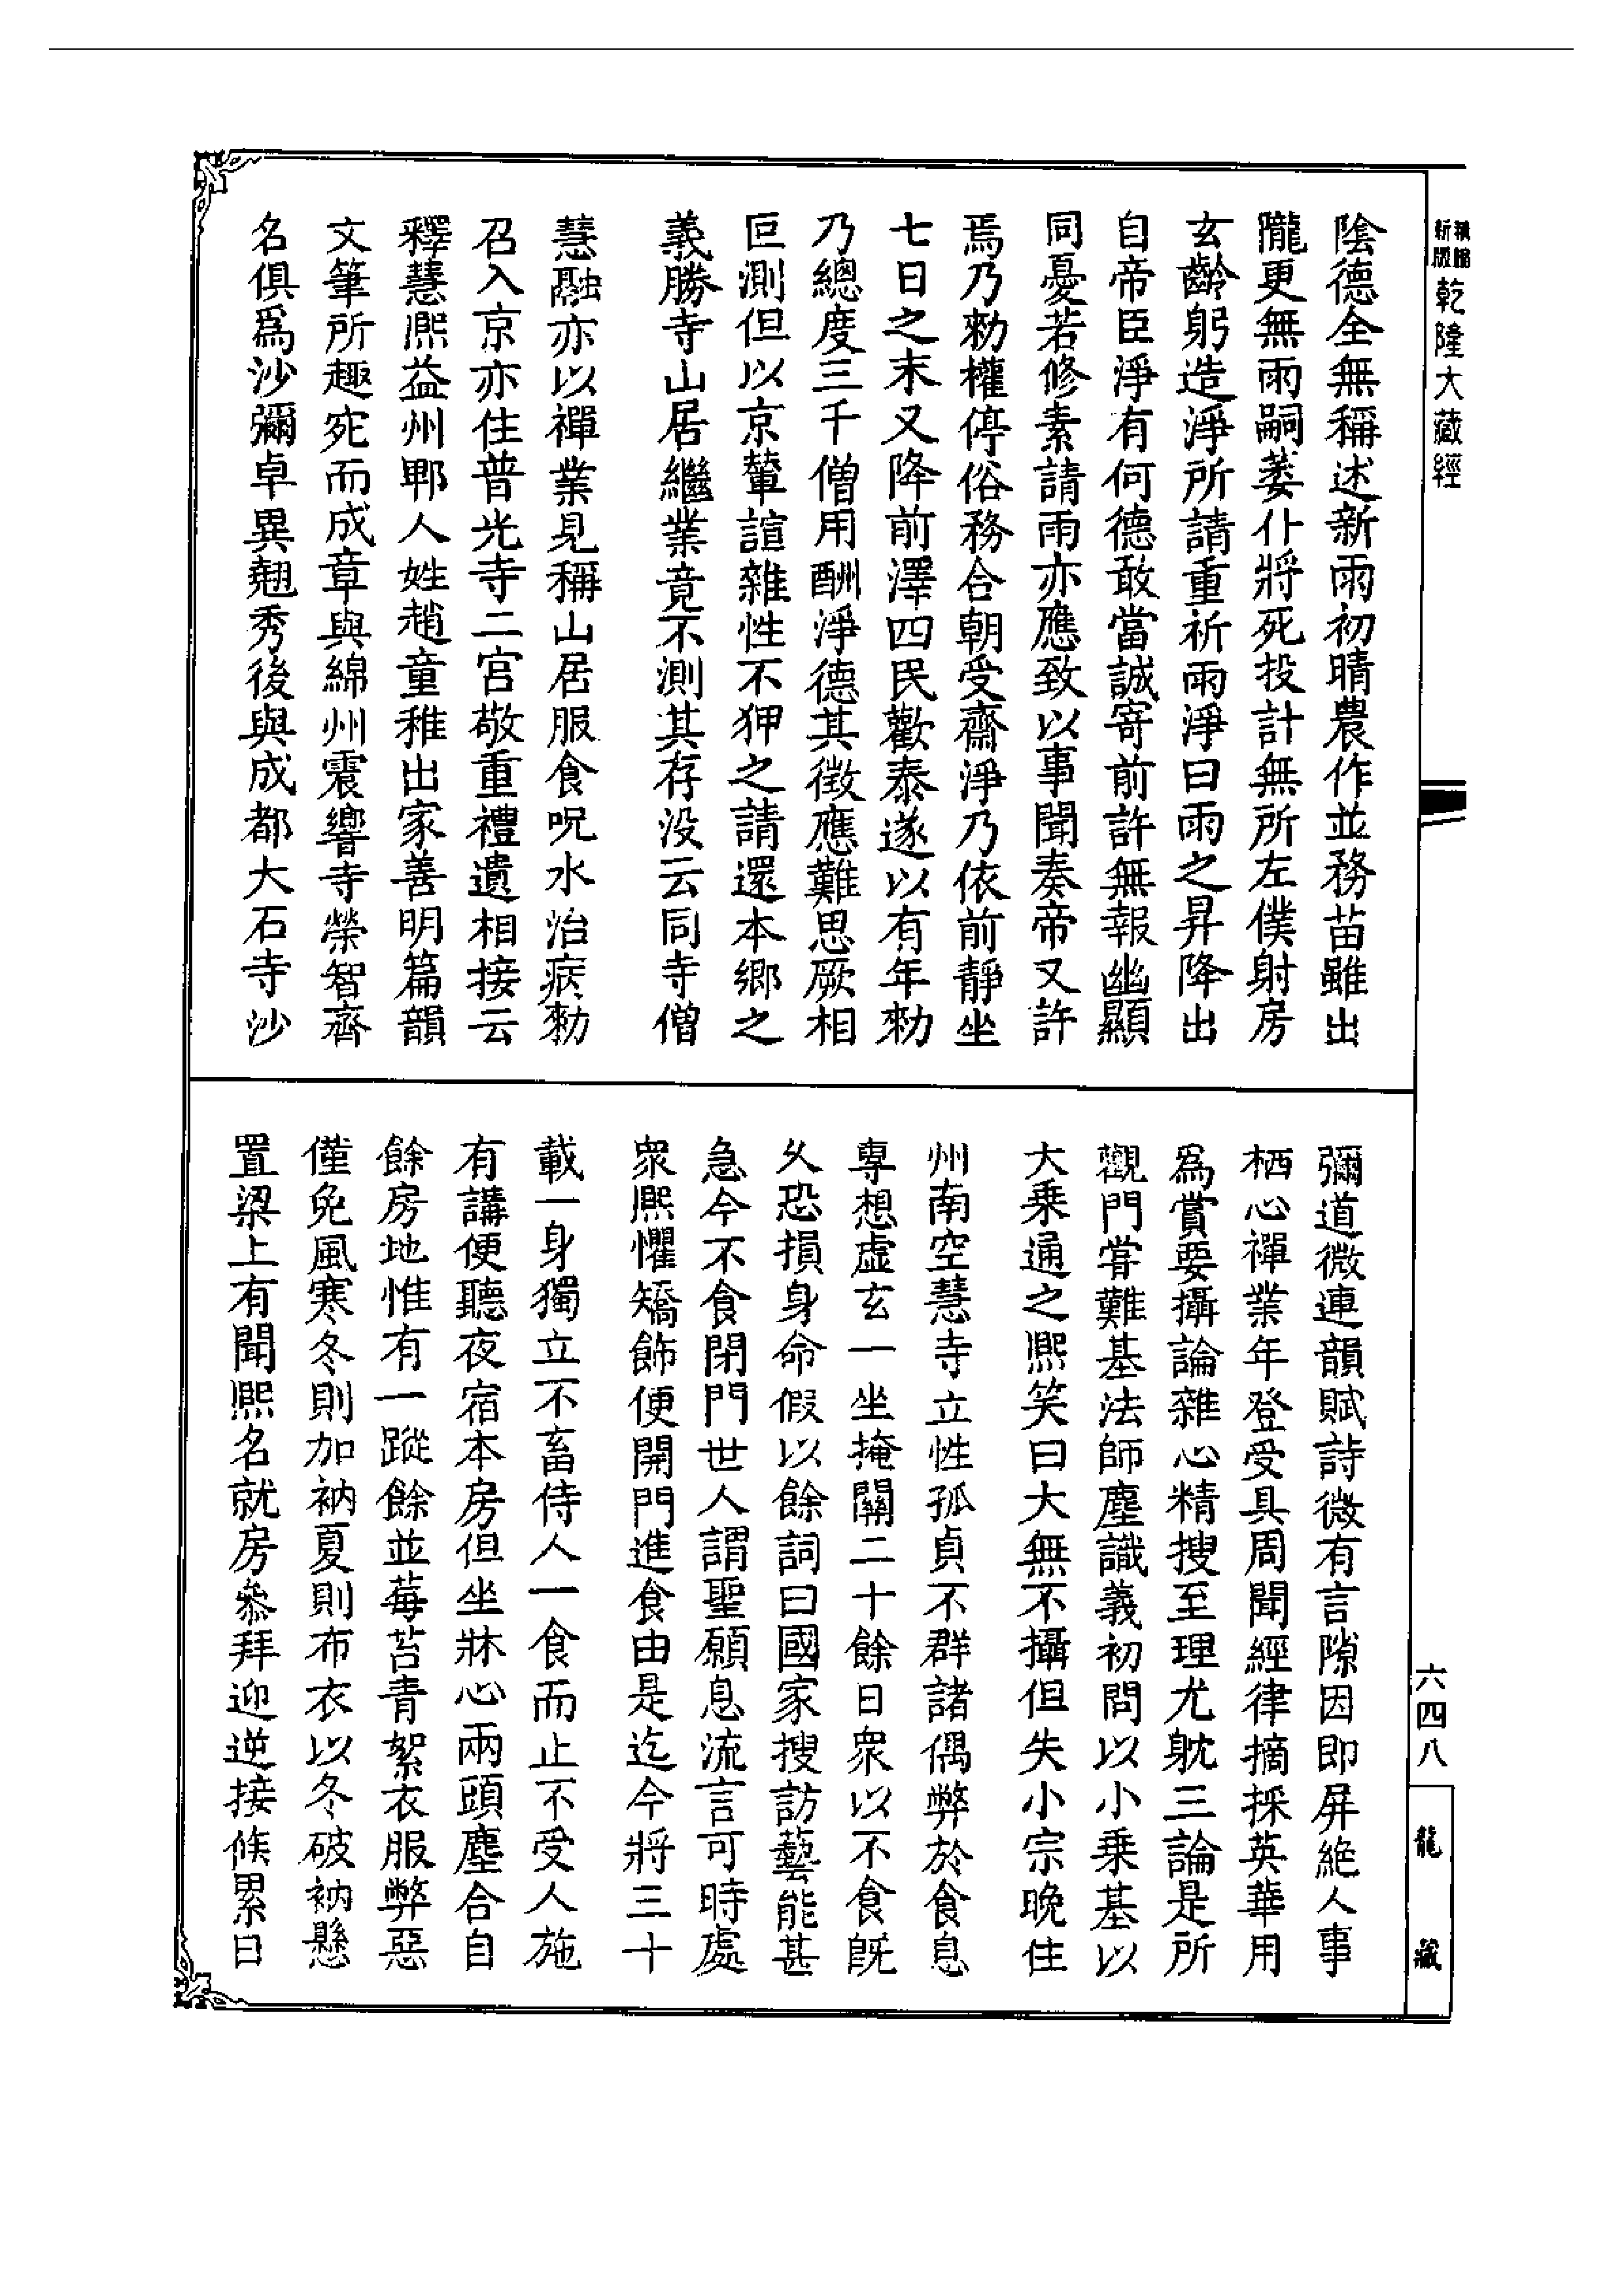 新版 乾隆大藏經
陰德全無稱述新雨初晴農作並務苗雖出
隴更無雨嗣萎仆將死投計無所左僕射房
玄齡躬造淨所請重祈雨淨曰雨之昇降出
自帝臣淨有何德敢當誠寄前許無報幽顯
同憂若修素請雨亦應致以事聞奏帝又許
焉乃勅權停俗務合朝受齋淨乃依前靜坐
七日之末又降前澤四民歡泰遂以有年勅
乃總度三千僧用酬淨德其徵應難思厥相
叵測但以京輦諠雜性不狎之請還本鄉之
義勝寺山居繼業竟不測其存沒云同寺僧
慧融亦以禪業見稱山居服食呪水治病勅
召入京亦住普光寺二宮敬重禮遺相接云
釋慧熈益州郫人姓趙童稚出家善明篇韻
文筆所趣宛而成章與綿州震響寺榮智齊
名俱爲沙彌卓異翹秀後與成都大石寺沙
彌道微連韻賦詩微有言隙因即屏絕人事
栖心禪業年登受具周聞經律摘採英華用
爲賞要攝論雜心精搜至理尤躭三論是所
觀門嘗難基法師塵識義初問以小乘基以
大乘通之熈笑曰大無不攝但失小宗晚住
州南空慧寺立性孤貞不群諸偶弊於食息
專想虛玄一坐掩關二十餘日衆以不食旣
乆恐損身命假以餘詞曰國家搜訪藝能甚
急今不食閉門世人謂聖願息流言可時處
衆熈懼矯飾便開門進食由是迄今將三十
載一身獨立不畜侍人一食而止不受人施
有講便聽夜宿本房但坐牀心兩頭塵合自
餘房地惟有一蹤餘並莓苔青絮衣服弊惡
僅免風寒冬則加衲夏則布衣以冬破衲懸
置梁上有聞熈名就房叅拜迎逆接候累日
六四八
龍藏